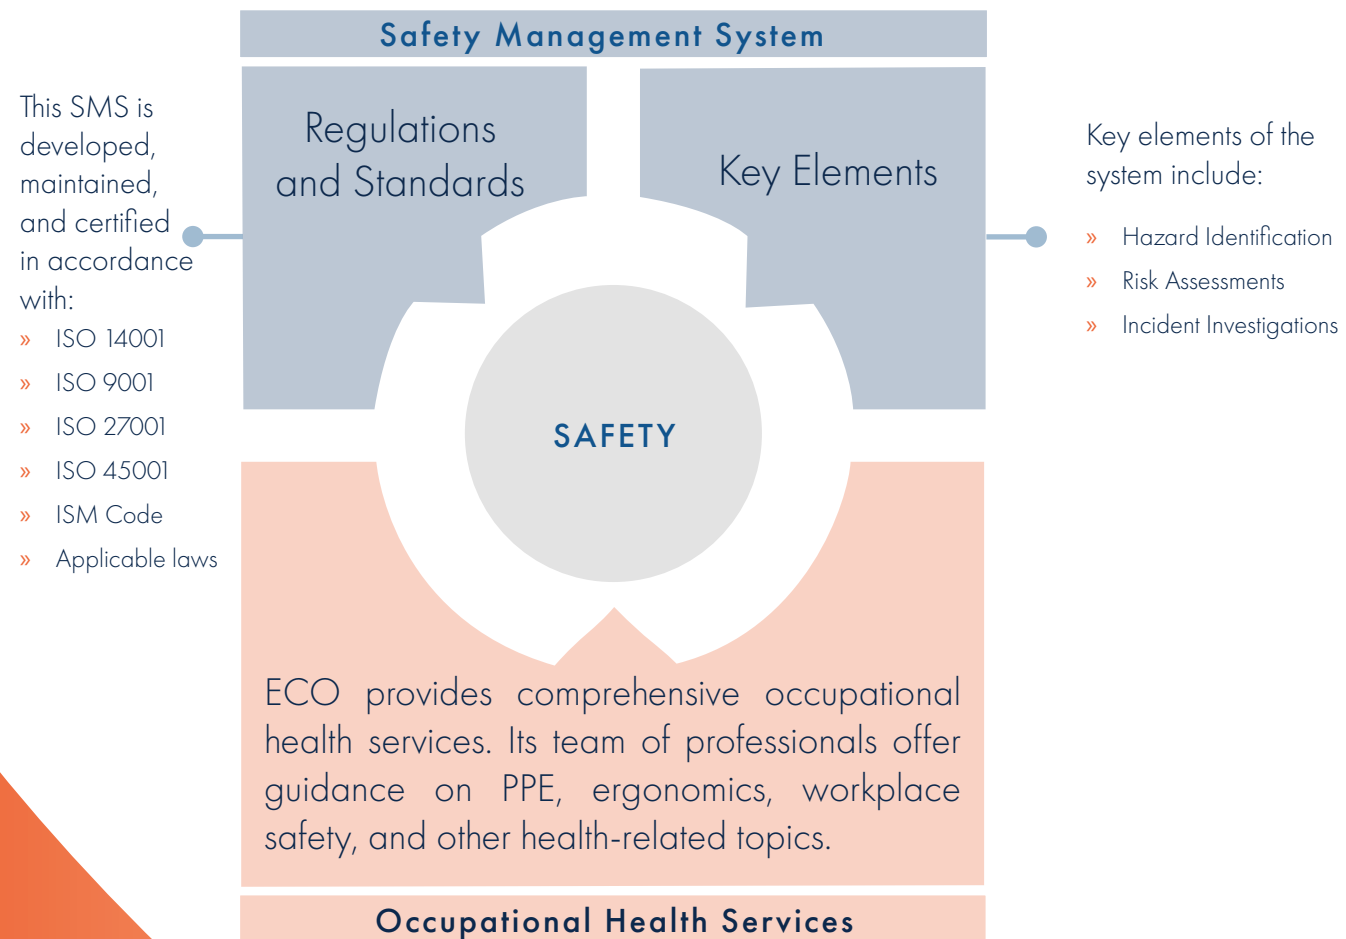 Safety Management System
This SMS is
developed,
maintained,
and certified
in accordance
with:
» ISO 14001
» ISO 9001
» ISO 27001
» ISO 45001
» ISM Code
» Applicable laws
Regulations
and Standards
Key Elements
Key elements of the
system include:
» Hazard Identification
» Risk Assessments
» Incident Investigations
SAFETY
ECO provides comprehensive occupational
health services. Its team of professionals offer
guidance on PPE, ergonomics, workplace
safety, and other health-related topics.
Occupational Health Services